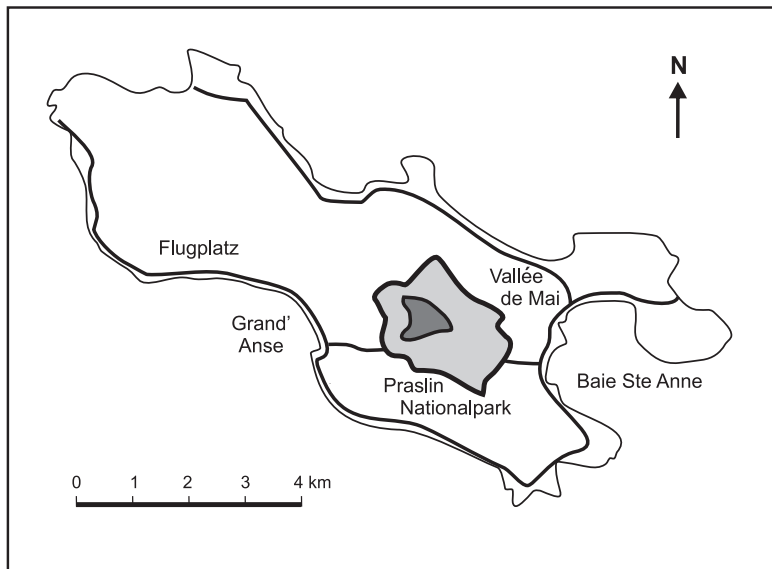 N
Flugplatz
Vallée
de Mai
Grand'
Anse
Baie Ste Anne
Praslin
Nationalpark
0 1 2 3 4 km